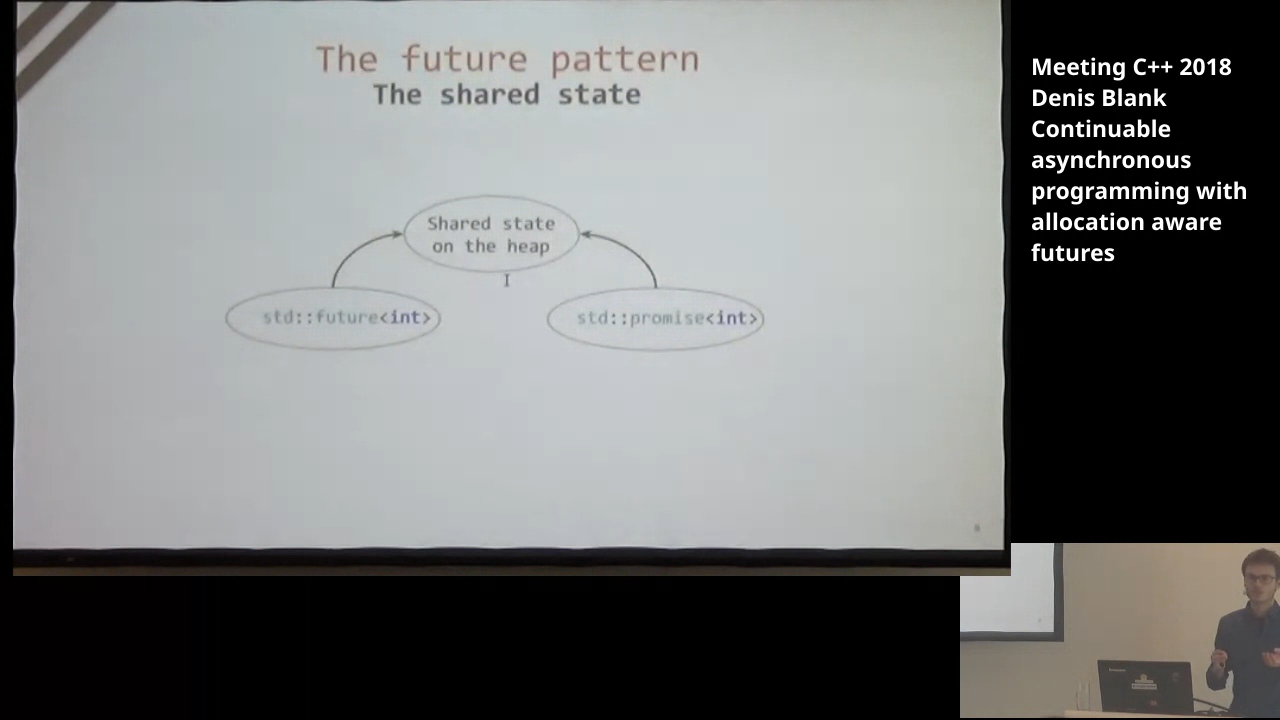 The future pattern
The shared state
Shared state
on the heap
std::future<int>
std::promise<int>
Meeting C++ 2018
Denis Blank
Continuable
asynchronous
programming with
allocation aware
futures